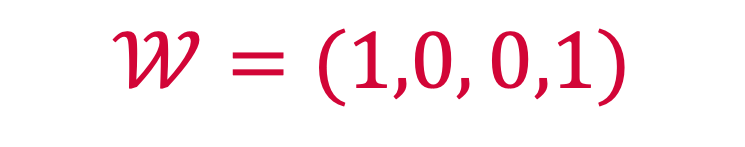 𝒲 = (1,0, 0,1)